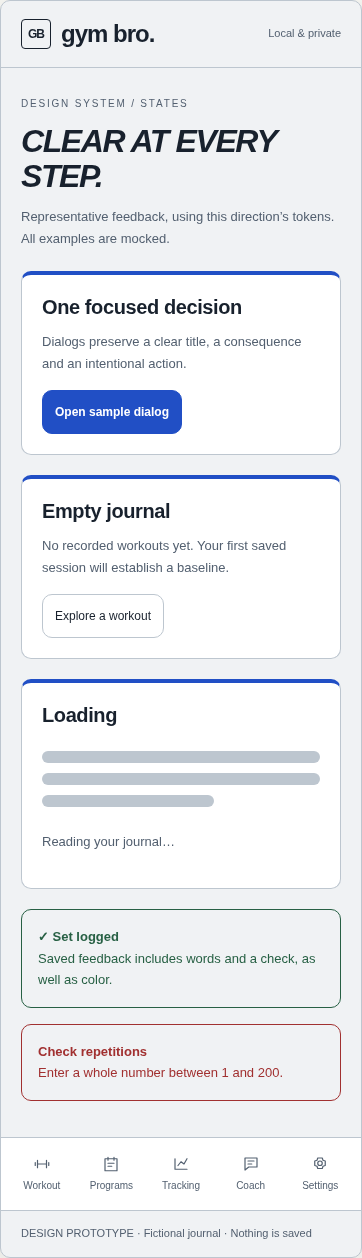 GB gym bro. Local & private
DESIGN SYSTEM / STATES
CLEAR AT EVERY
STEP.
Representative feedback, using this direction’s tokens.
All examples are mocked.
One focused decision
Dialogs preserve a clear title, a consequence
and an intentional action.
Open sample dialog
Empty journal
No recorded workouts yet. Your first saved
session will establish a baseline.
Explore a workout
Loading
Reading your journal…
✓ Set logged
Saved feedback includes words and a check, as
well as color.
Check repetitions
Enter a whole number between 1 and 200.
Workout Programs Tracking Coach Settings
DESIGN PROTOTYPE · Fictional journal · Nothing is saved